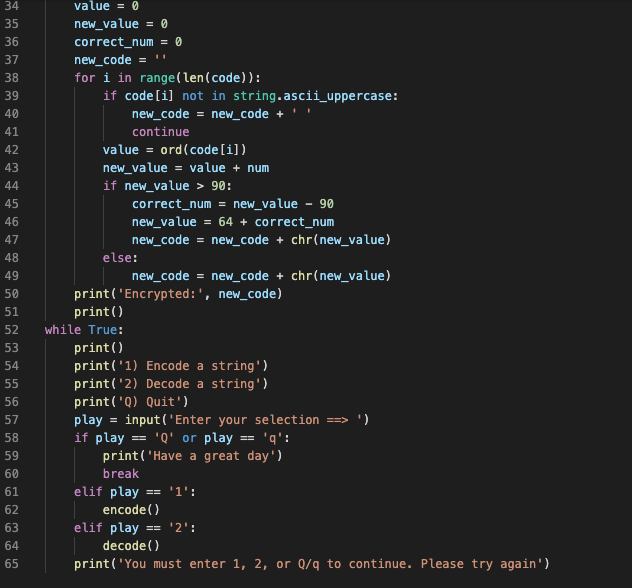 34 value = 0
35 new_value = 0
36 correct_num = 0
37 new_code = ''
38 for i in range(len(code)):
39 if code[i] not in string.ascii_uppercase:
40 new_code = new_code + ' '
41 continue
42 value = ord(code[i])
43 new_value = value + num
44 if new_value > 90:
45 correct_num = new_value - 90
46 new_value = 64 + correct_num
47 new_code = new_code + chr(new_value)
48 else:
49 new_code = new_code + chr(new_value)
50 print('Encrypted:', new_code)
51 print()
52 while True:
53 print()
54 print('1) Encode a string')
55 print('2) Decode a string')
56 print('Q) Quit')
57 play = input('Enter your selection ==> ')
58 if play == 'Q' or play == 'q':
59 print('Have a great day')
60 break
61 elif play == '1':
62 encode()
63 elif play == '2':
64 decode()
65 print('You must enter 1, 2, or Q/q to continue. Please try again')